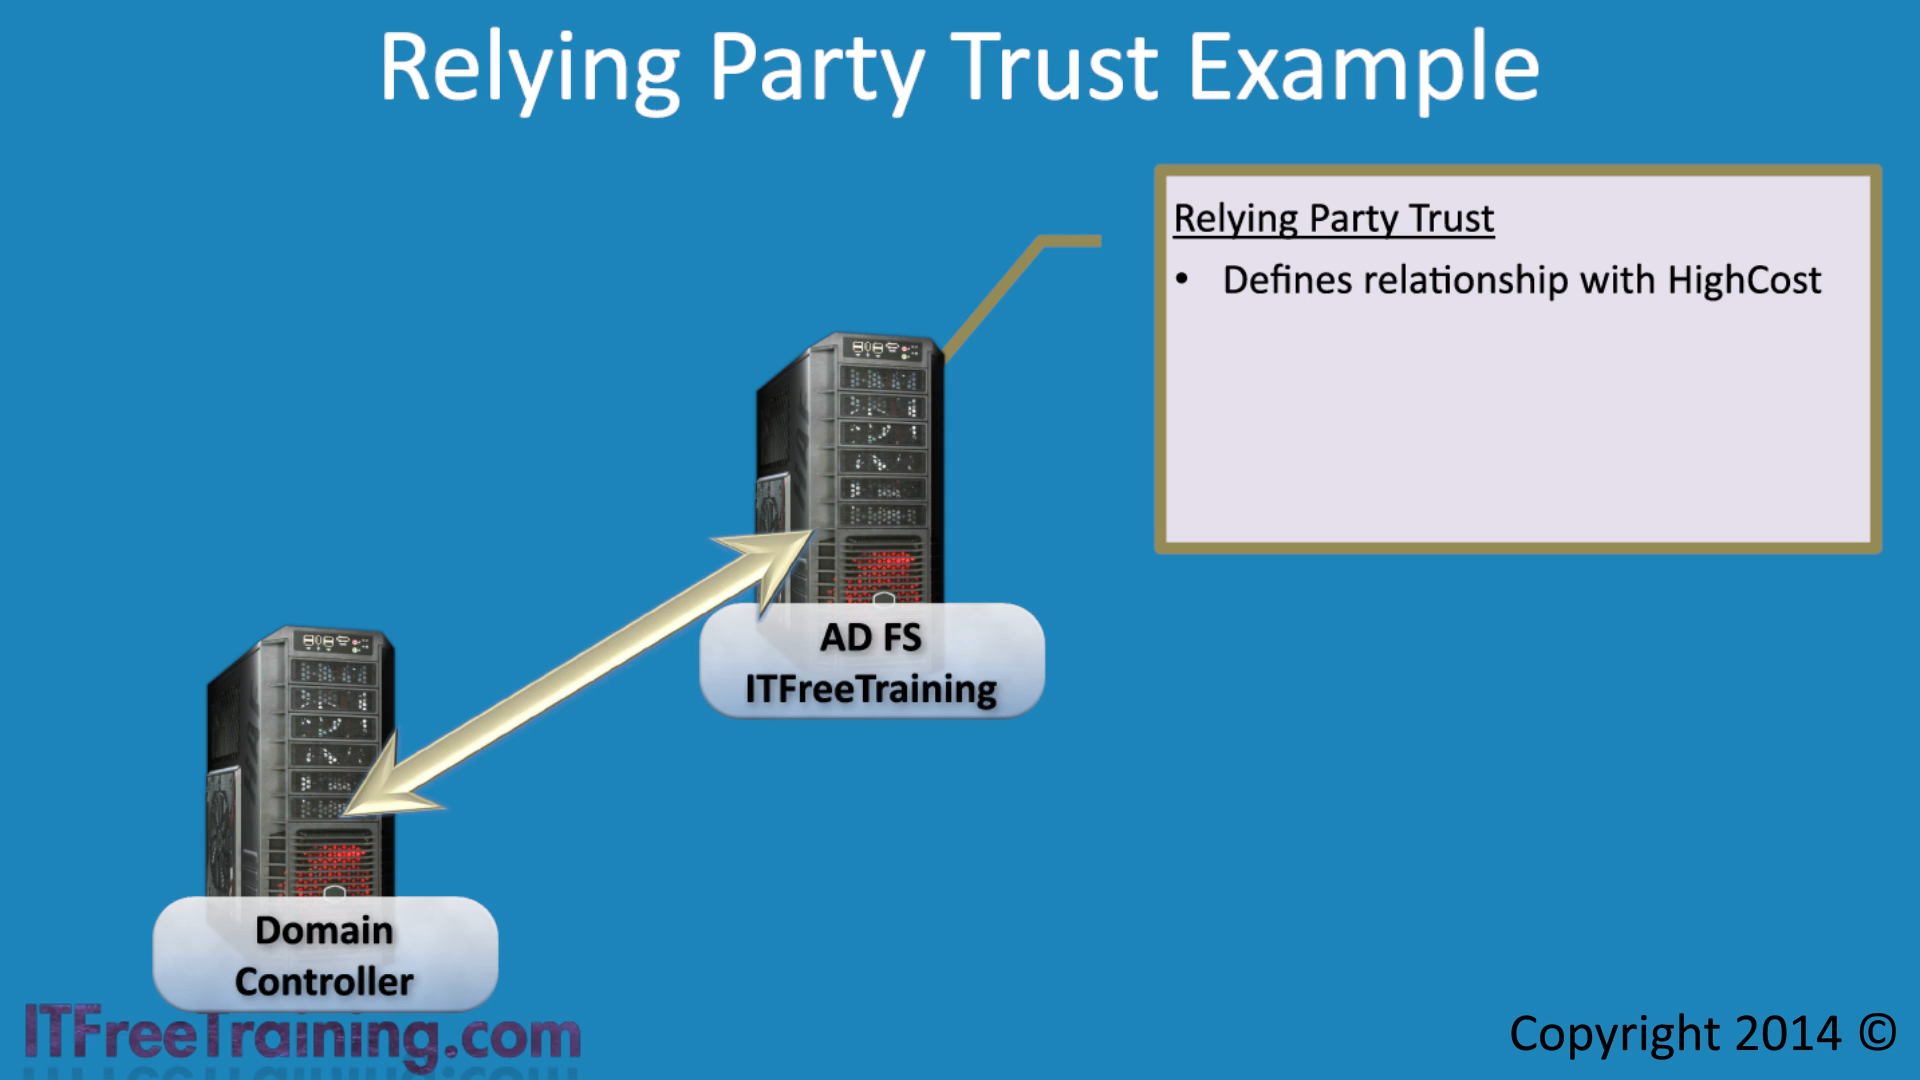 Relying Party Trust Example
Relying Party Trust
• Defines relationship with HighCost
AD FS
ITFreeTraining
Domain
Controller
ITFreeTraining.com
Copyright 2014 ©